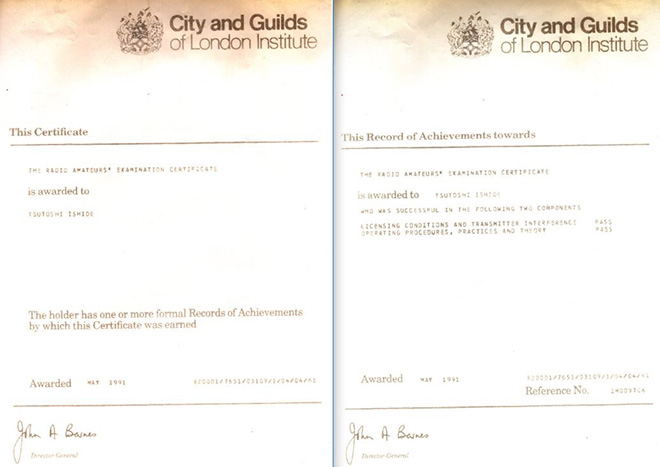 City and Guilds
of London Institute
This Certificate
THE RADIO AMATEURS' EXAMINATION CERTIFICATE
is awarded to
TSUTOSHI ISHIDE
The holder has one or more formal Records of Achievements
by which this Certificate was earned
Awarded MAY 1991
John A Barnes
Director-General
City and Guilds
of London Institute
This Record of Achievements towards
THE RADIO AMATEURS' EXAMINATION CERTIFICATE
is awarded to TSUTOSHI ISHIDE
WHO WAS SUCCESSFUL IN THE FOLLOWING TWO COMPONENTS
LICENSING CONDITIONS AND TRANSMITTER INTERFERENCE PASS
OPERATING PROCEDURES, PRACTICES AND THEORY PASS
Awarded MAY 1991
Reference No.
John A Barnes
Director-General